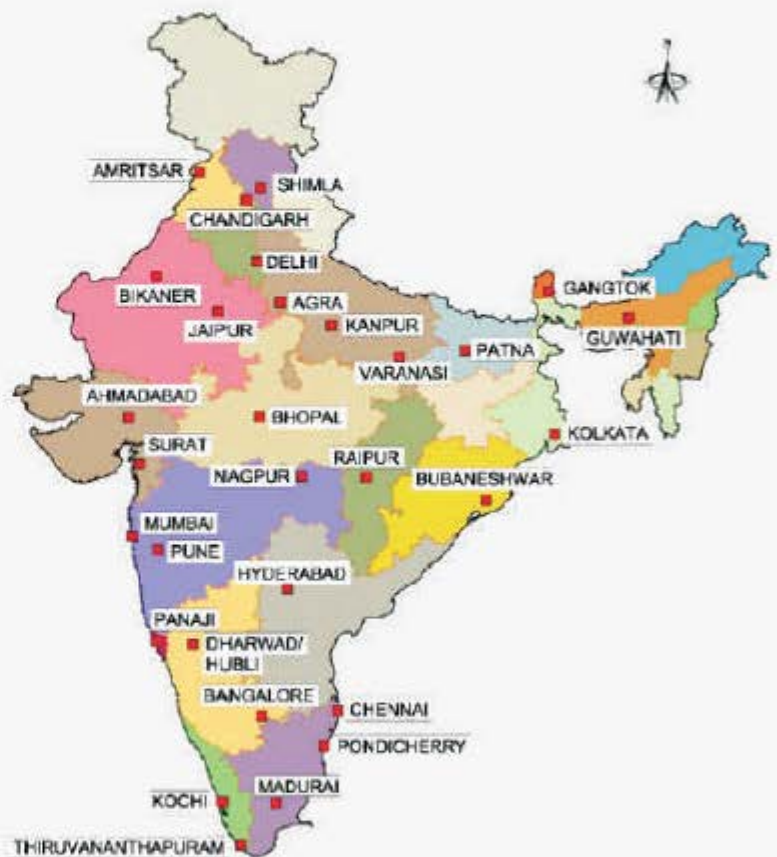 AMRITSAR
SHIMLA
CHANDIGARH
DELHI
BIKANER
AGRA
GANGTOK
JAIPUR
KANPUR
GUWAHATI
PATNA
VARANASI
AHMADABAD
BHOPAL
KOLKATA
SURAT
NAGPUR
RAIPUR
BUBANESHWAR
MUMBAI
PUNE
HYDERABAD
PANAJI
DHARWAD/
HUBLI
BANGALORE
CHENNAI
PONDICHERRY
KOCHI
MADURAI
THIRUVANANTHAPURAM